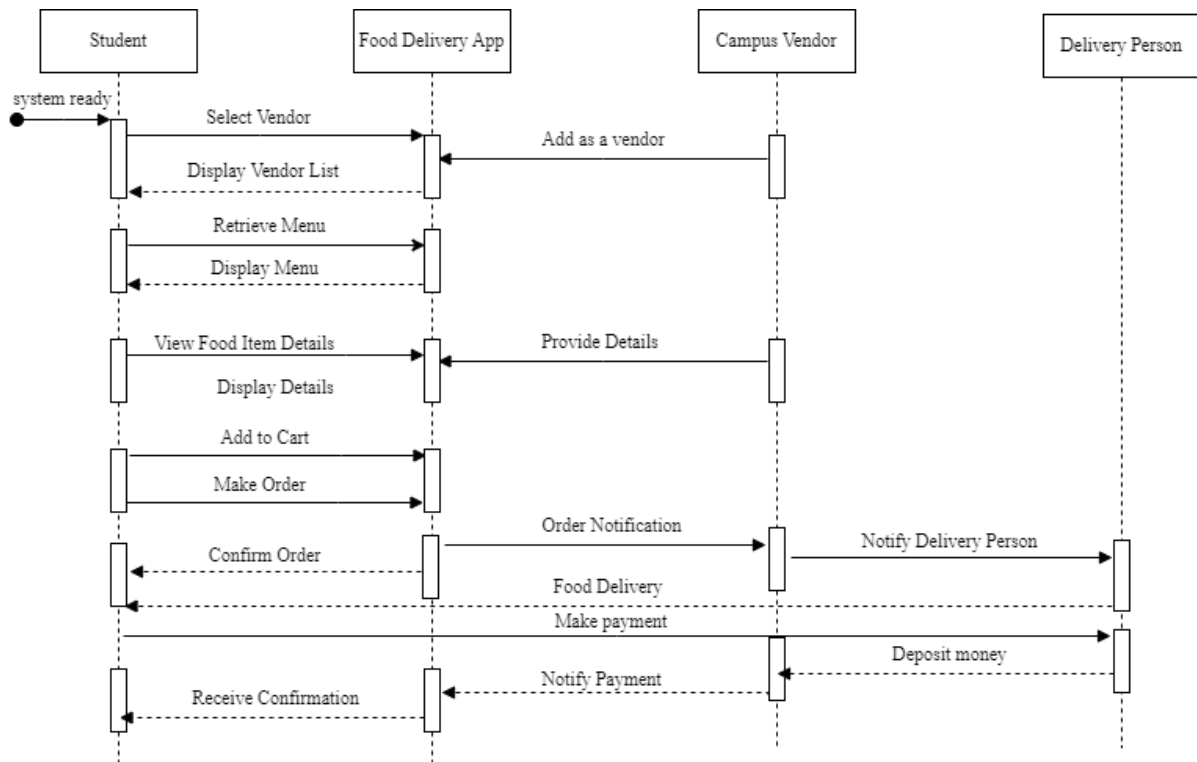 Student
Food Delivery App
Campus Vendor
Delivery Person
system ready
Select Vendor
Add as a vendor
Display Vendor List
Retrieve Menu
Display Menu
View Food Item Details
Provide Details
Display Details
Add to Cart
Make Order
Order Notification
Notify Delivery Person
Confirm Order
Food Delivery
Make payment
Deposit money
Notify Payment
Receive Confirmation